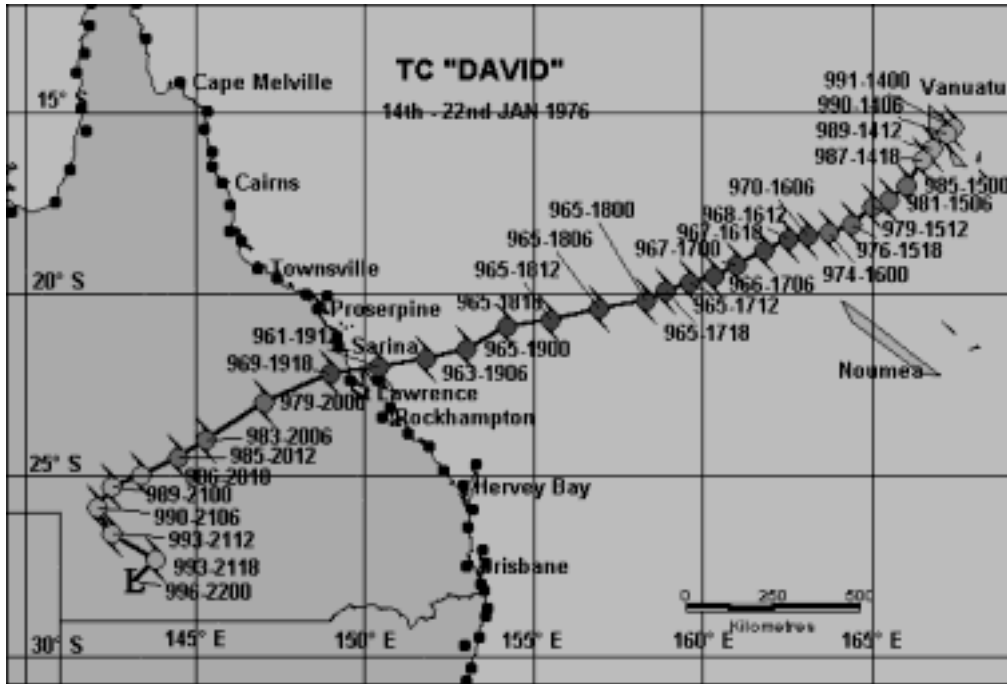 TC "DAVID"
14th - 22nd JAN 1976
Cape Melville
Vanuatu
991-1400
990-1406
989-1412
987-1418
15° S
Cairns
985-1500
981-1506
979-1512
976-1518
974-1600
970-1606
968-1612
967-1618
967-1700
966-1706
965-1712
965-1718
965-1800
965-1806
965-1812
965-1818
965-1900
963-1906
961-1912
969-1918
979-2000
983-2006
985-2012
986-2018
989-2100
990-2106
993-2112
993-2118
996-2200
L
Townsville
20° S
Proserpine
Sarina
Lawrence
Rockhampton
Noumea
25° S
Hervey Bay
Brisbane
0 250 500
Kilometres
145° E 150° E 155° E 160° E 165° E
30° S